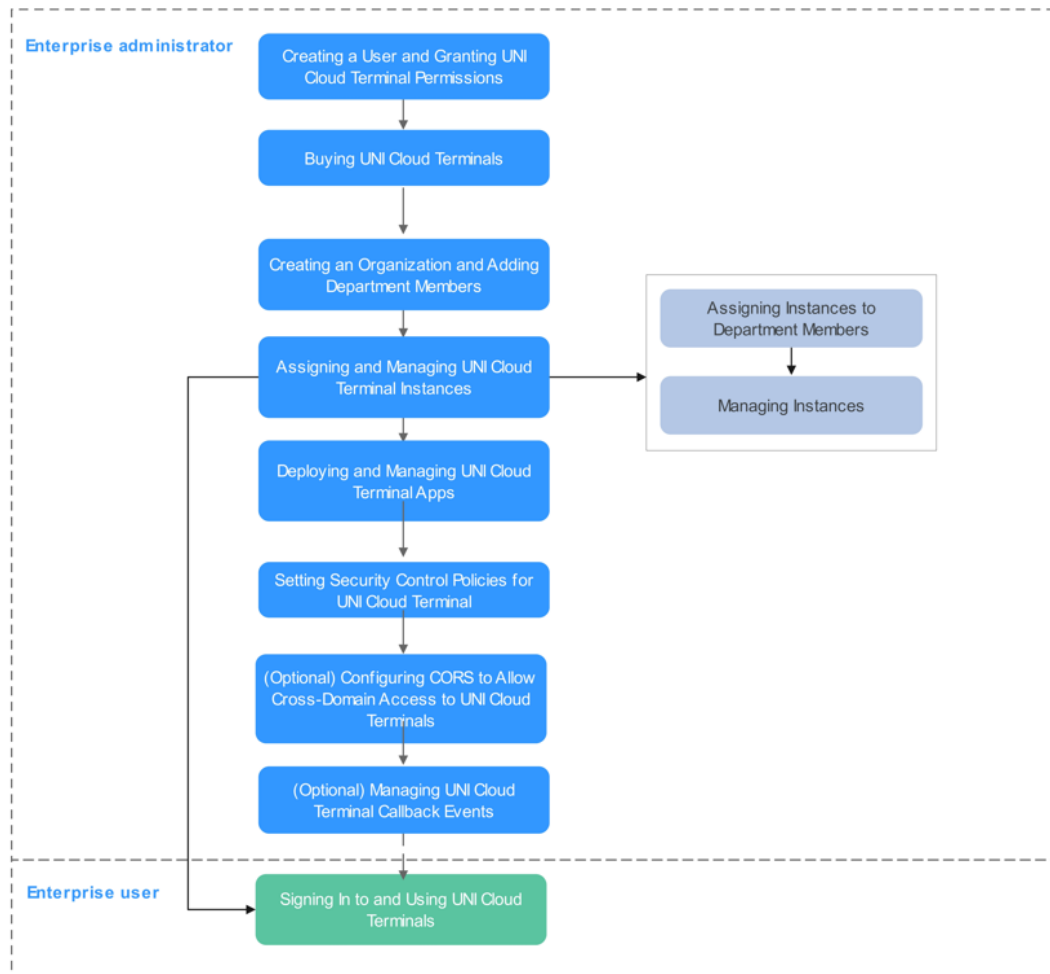 Enterprise administrator
Creating a User and Granting UNI
Cloud Terminal Permissions
Buying UNI Cloud Terminals
Creating an Organization and Adding
Department Members
Assigning and Managing UNI Cloud
Terminal Instances
Assigning Instances to
Department Members
Managing Instances
Deploying and Managing UNI Cloud
Terminal Apps
Setting Security Control Policies for
UNI Cloud Terminal
(Optional) Configuring CORS to Allow
Cross-Domain Access to UNI Cloud
Terminals
(Optional) Managing UNI Cloud
Terminal Callback Events
Enterprise user
Signing In to and Using UNI Cloud
Terminals